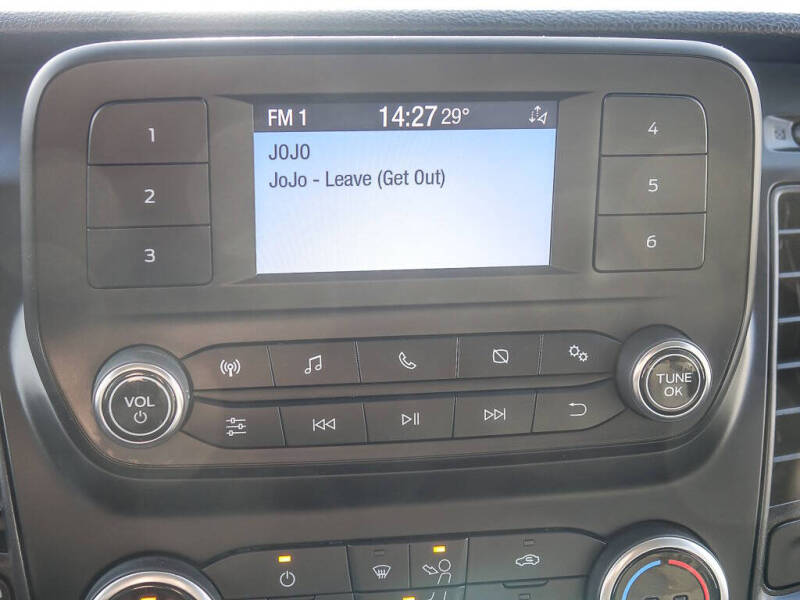 FM 1 14:27 29°
JOJO
JoJo - Leave (Get Out)
1
2
3
4
5
6
VOL
TUNE
OK